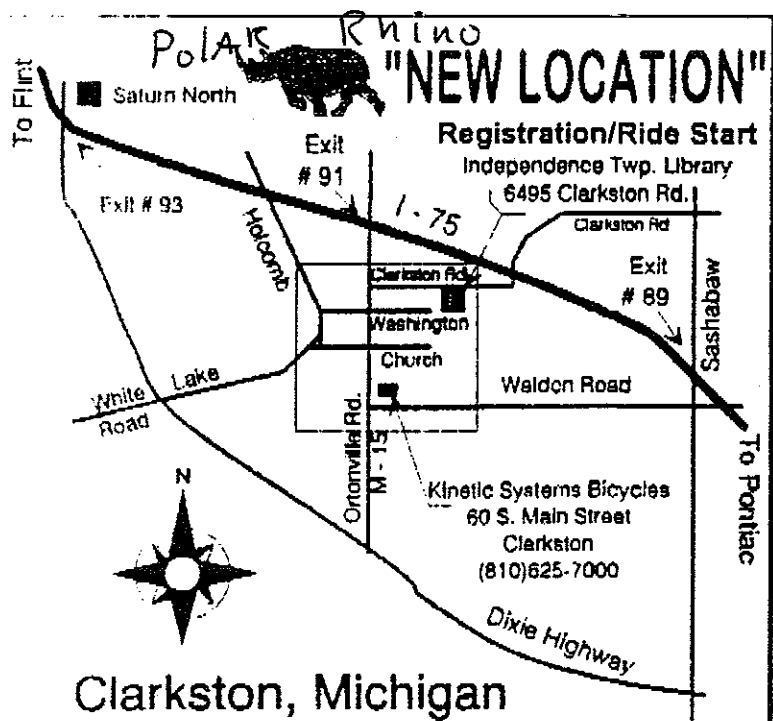 PolAR Rhino
"NEW LOCATION"
Registration/Ride Start
Independence Twp. Library
6495 Clarkston Rd.
To Flint
Saturn North
Exit
# 91
I - 75
Exit # 93
Holcomb
Clarkston Rd
Clarkston Rd.
Exit
# 89
Sashabaw
Washington
Church
White Lake
Road
Waldon Road
Ortonville Rd.
M - 15
To Pontiac
N
Kinetic Systems Bicycles
60 S. Main Street
Clarkston
(810)625-7000
Dixie Highway
Clarkston, Michigan